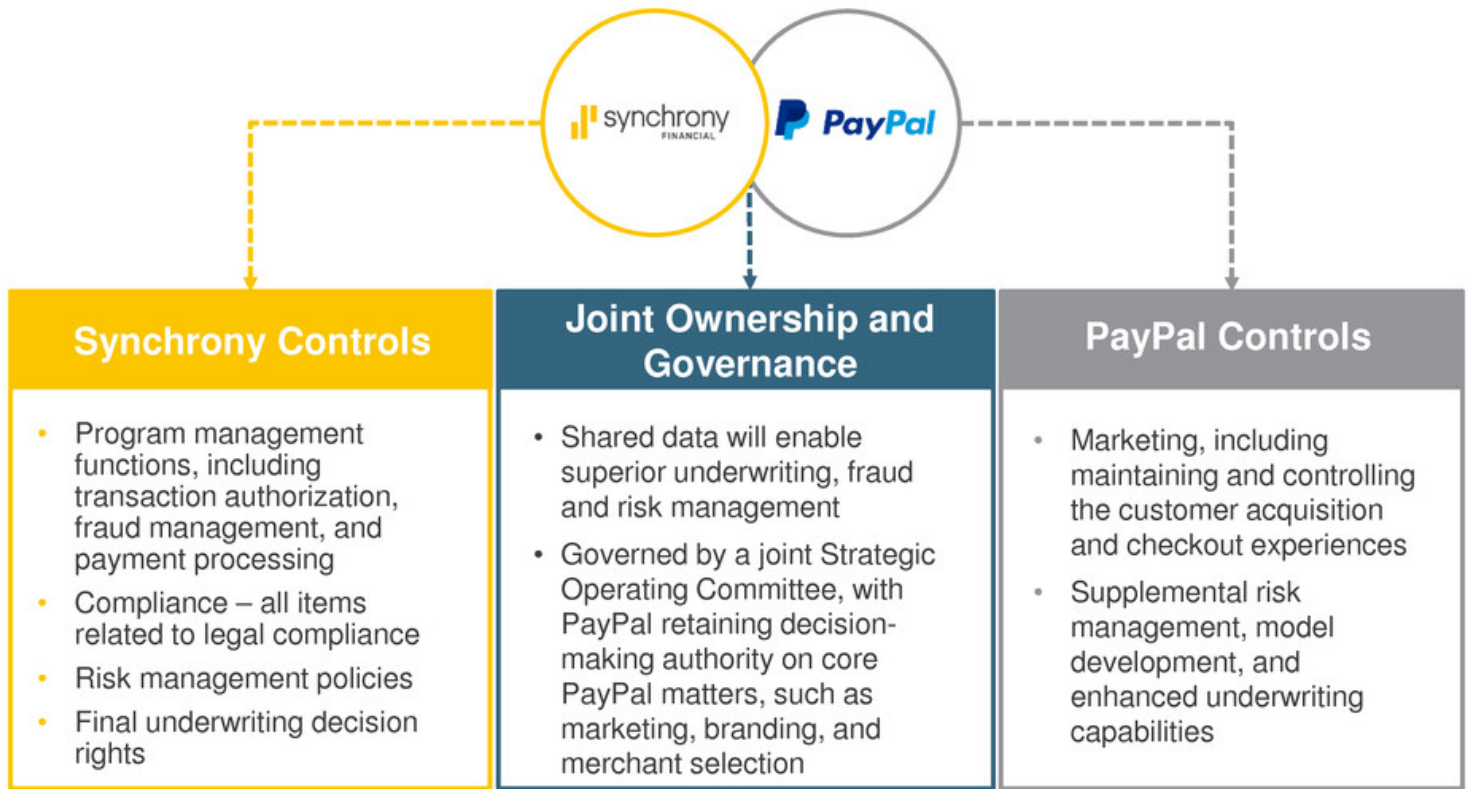 synchrony
FINANCIAL
PayPal
Synchrony Controls
• Program management
functions, including
transaction authorization,
fraud management, and
payment processing
• Compliance – all items
related to legal compliance
• Risk management policies
• Final underwriting decision
rights
Joint Ownership and
Governance
• Shared data will enable
superior underwriting, fraud
and risk management
• Governed by a joint Strategic
Operating Committee, with
PayPal retaining decision-
making authority on core
PayPal matters, such as
marketing, branding, and
merchant selection
PayPal Controls
• Marketing, including
maintaining and controlling
the customer acquisition
and checkout experiences
• Supplemental risk
management, model
development, and
enhanced underwriting
capabilities